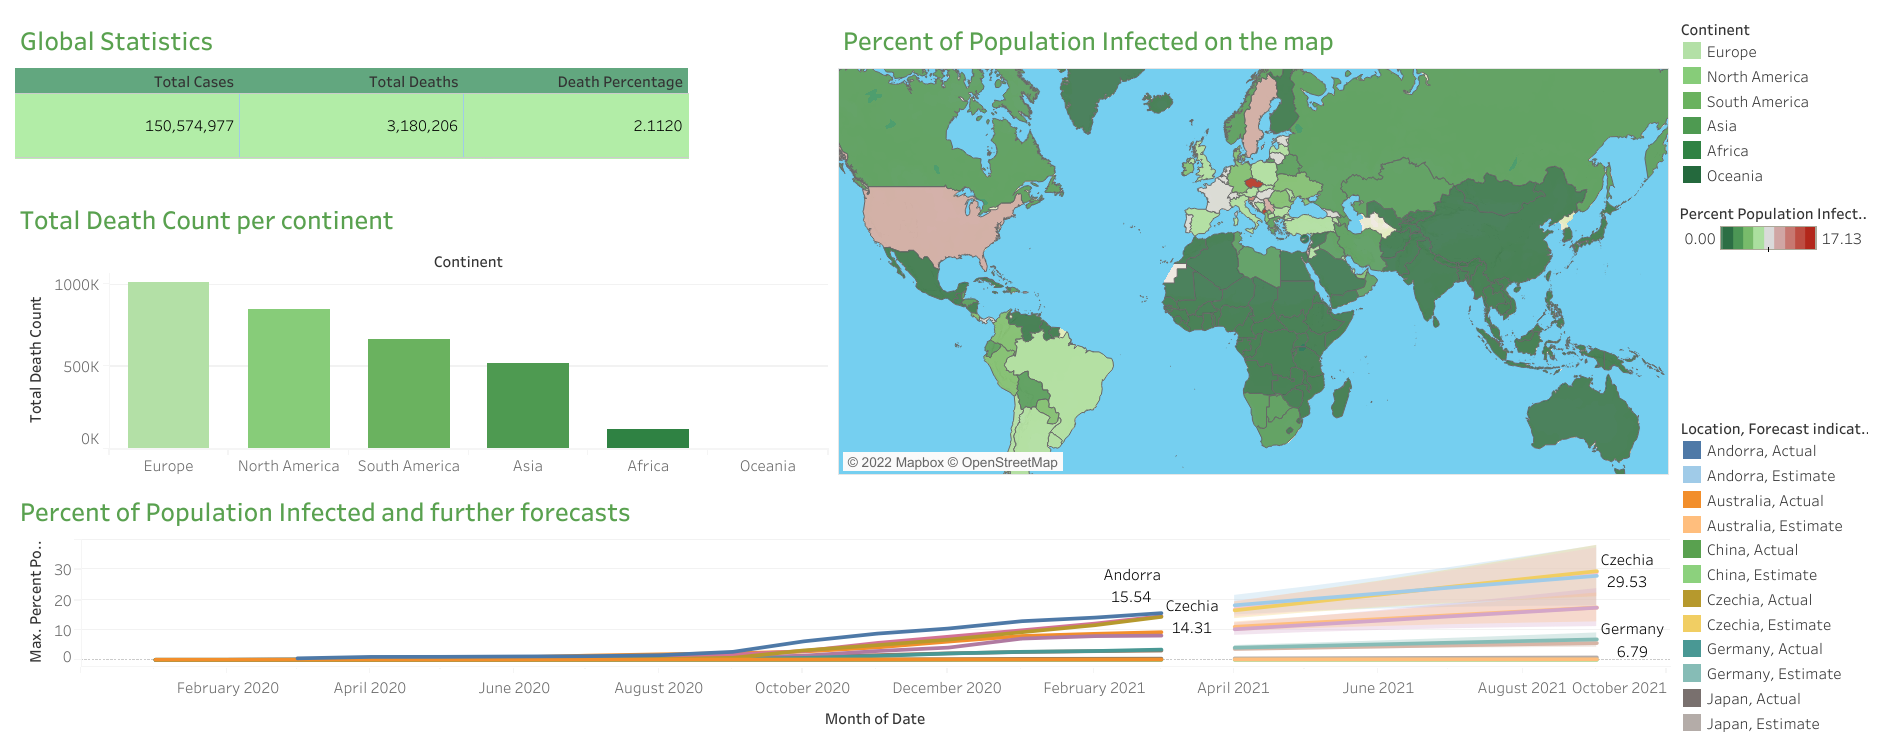 Global Statistics
Total Cases Total Deaths Death Percentage
150,574,977 3,180,206 2.1120
Total Death Count per continent
Continent
Total Death Count
1000K
500K
0K
Europe North America South America Asia Africa Oceania
Percent of Population Infected on the map
© 2022 Mapbox © OpenStreetMap
Continent
Europe
North America
South America
Asia
Africa
Oceania
Percent Population Infect..
0.00 17.13
Percent of Population Infected and further forecasts
Max. Percent Po..
30
20
10
0
Andorra
15.54
Czechia
14.31
Czechia
29.53
Germany
6.79
February 2020 April 2020 June 2020 August 2020 October 2020 December 2020 February 2021 April 2021 June 2021 August 2021 October 2021
Month of Date
Location, Forecast indicat..
Andorra, Actual
Andorra, Estimate
Australia, Actual
Australia, Estimate
China, Actual
China, Estimate
Czechia, Actual
Czechia, Estimate
Germany, Actual
Germany, Estimate
Japan, Actual
Japan, Estimate